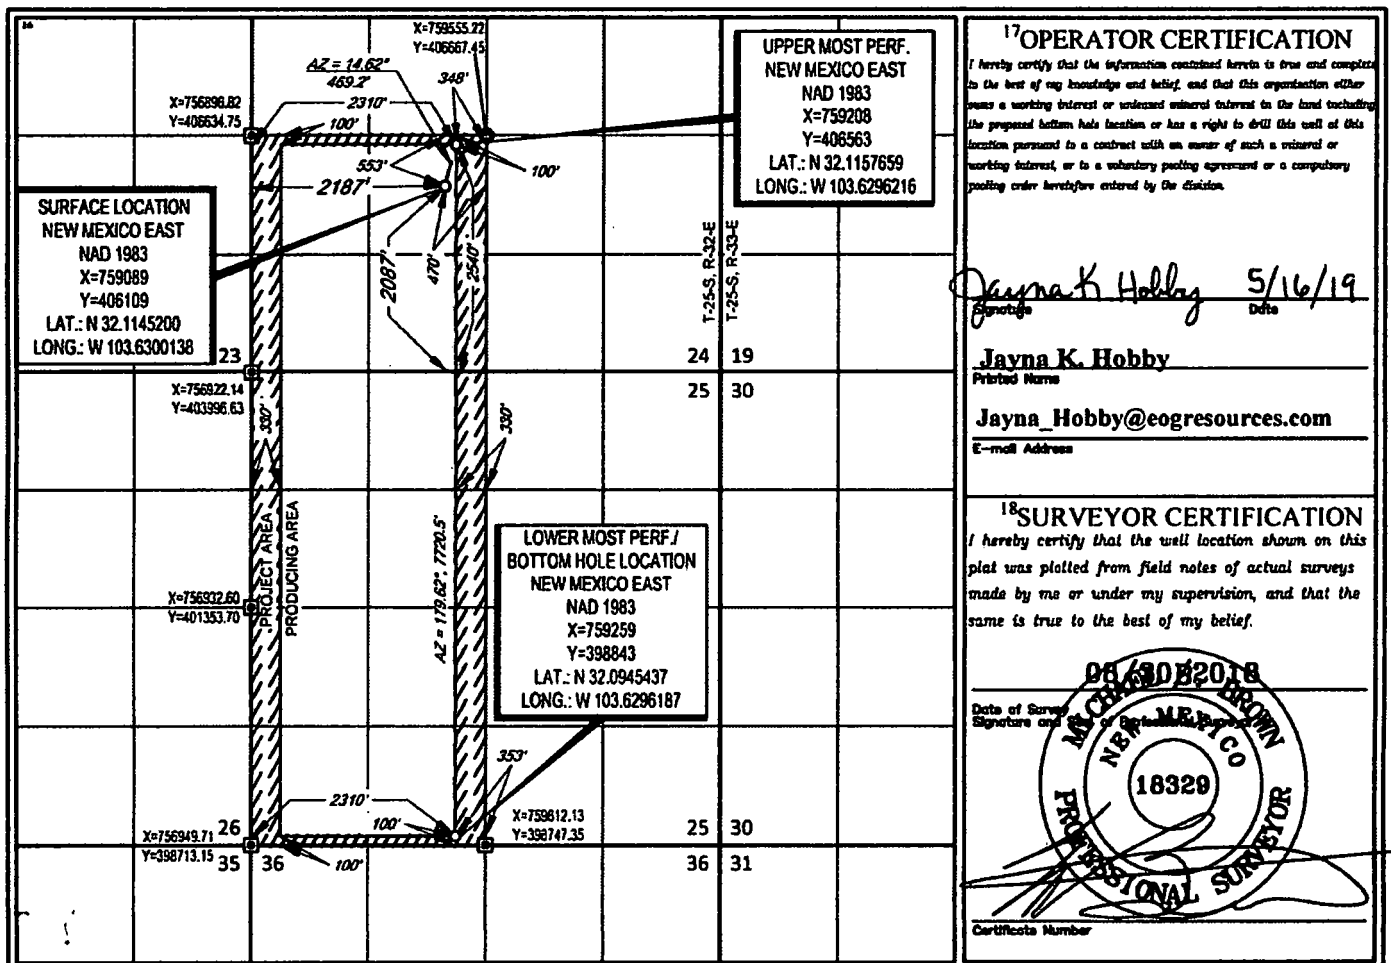 16
X=759555.22
Y=406667.45
AZ = 14.62°
469.2'
348'
2310'
X=756896.82
Y=406634.75
100'
553'
2187'
100'
UPPER MOST PERF.
NEW MEXICO EAST
NAD 1983
X=759208
Y=406563
LAT.: N 32.1157659
LONG.: W 103.6296216
SURFACE LOCATION
NEW MEXICO EAST
NAD 1983
X=759089
Y=406109
LAT.: N 32.1145200
LONG.: W 103.6300138
2087'
470'
2540'
T-25-S, R-32-E
T-25-S, R-33-E
23
24 19
25 30
X=756922.14
Y=403996.63
330'
330'
PROJECT AREA
PRODUCING AREA
AZ = 179.62°, 7720.5'
X=756932.60
Y=401353.70
LOWER MOST PERF./
BOTTOM HOLE LOCATION
NEW MEXICO EAST
NAD 1983
X=759259
Y=398843
LAT.: N 32.0945437
LONG.: W 103.6296187
353'
2310'
100'
X=759612.13
Y=398747.35
X=756949.71
Y=398713.15
26
35 36
100'
25 30
36 31
17OPERATOR CERTIFICATION
I hereby certify that the information contained herein is true and complete
to the best of my knowledge and belief, and that this organization either
owns a working interest or unleased mineral interest in the land including
the proposed bottom hole location or has a right to drill this well at this
location pursuant to a contract with an owner of such a mineral or
working interest, or to a voluntary pooling agreement or a compulsory
pooling order heretofore entered by the division.
Jayna K Hobby 5/16/19
Signature Date
Jayna K. Hobby
Printed Name
Jayna_Hobby@eogresources.com
E-mail Address
18SURVEYOR CERTIFICATION
I hereby certify that the well location shown on this
plat was plotted from field notes of actual surveys
made by me or under my supervision, and that the
same is true to the best of my belief.
2018
Date of Survey
Signature and Seal of Professional Surveyor
MICHAEL BROWN
NEW MEXICO
18329
PROFESSIONAL SURVEYOR
Certificate Number